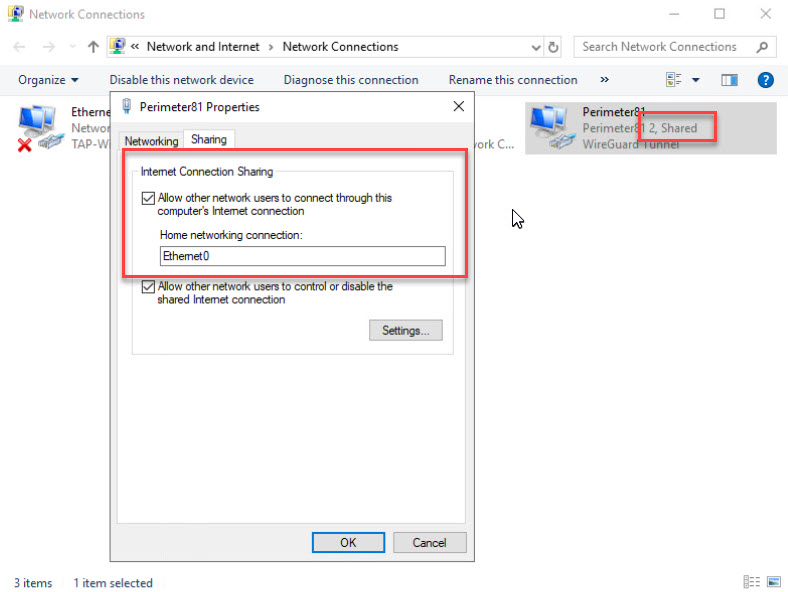 Network Connections
« Network and Internet › Network Connections
Search Network Connections
Organize
Disable this network device
Diagnose this connection
Rename this connection
»
Etherne
Networ
TAP-W
Perimeter81 Properties
Networking
Sharing
Internet Connection Sharing
Allow other network users to connect through this
computer's Internet connection
Home networking connection:
Ethernet0
Allow other network users to control or disable the
shared Internet connection
Settings...
OK
Cancel
ork C...
Perimeter81
Perimeter81 2, Shared
WireGuard Tunnel
3 items
1 item selected